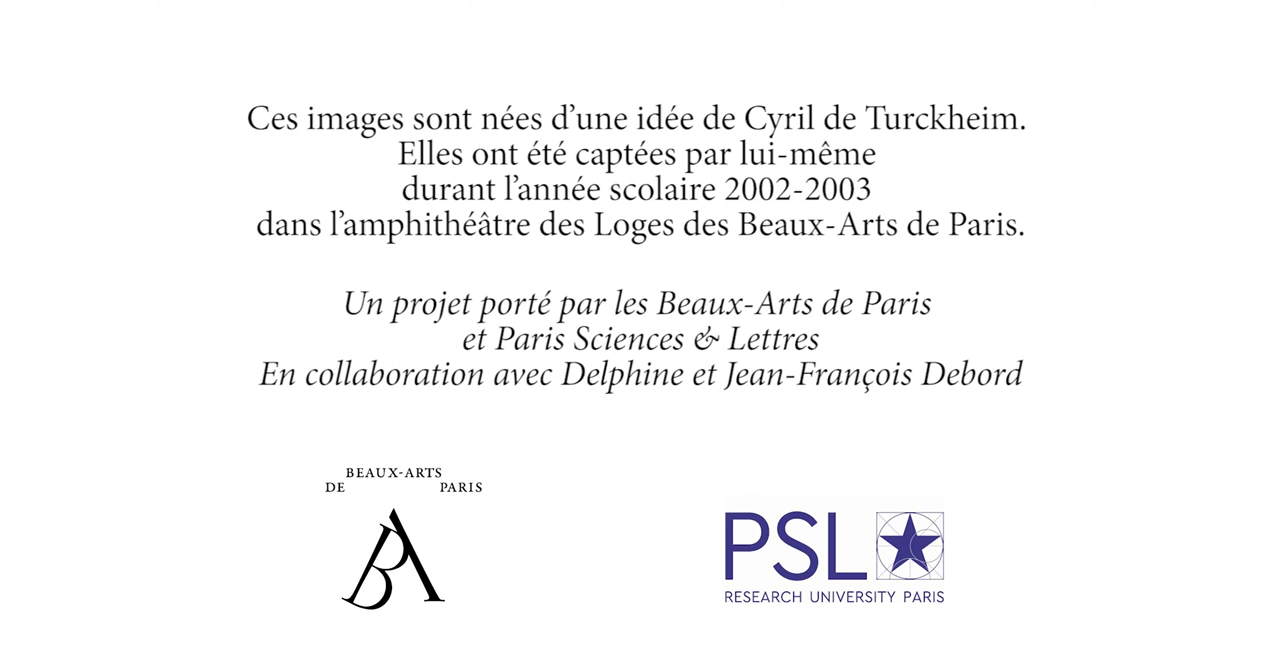 Ces images sont nées d’une idée de Cyril de Turckheim.
Elles ont été captées par lui-même
durant l’année scolaire 2002-2003
dans l’amphithéâtre des Loges des Beaux-Arts de Paris.
Un projet porté par les Beaux-Arts de Paris
et Paris Sciences & Lettres
En collaboration avec Delphine et Jean-François Debord
BEAUX-ARTS
DE PARIS
BA
PSL
RESEARCH UNIVERSITY PARIS